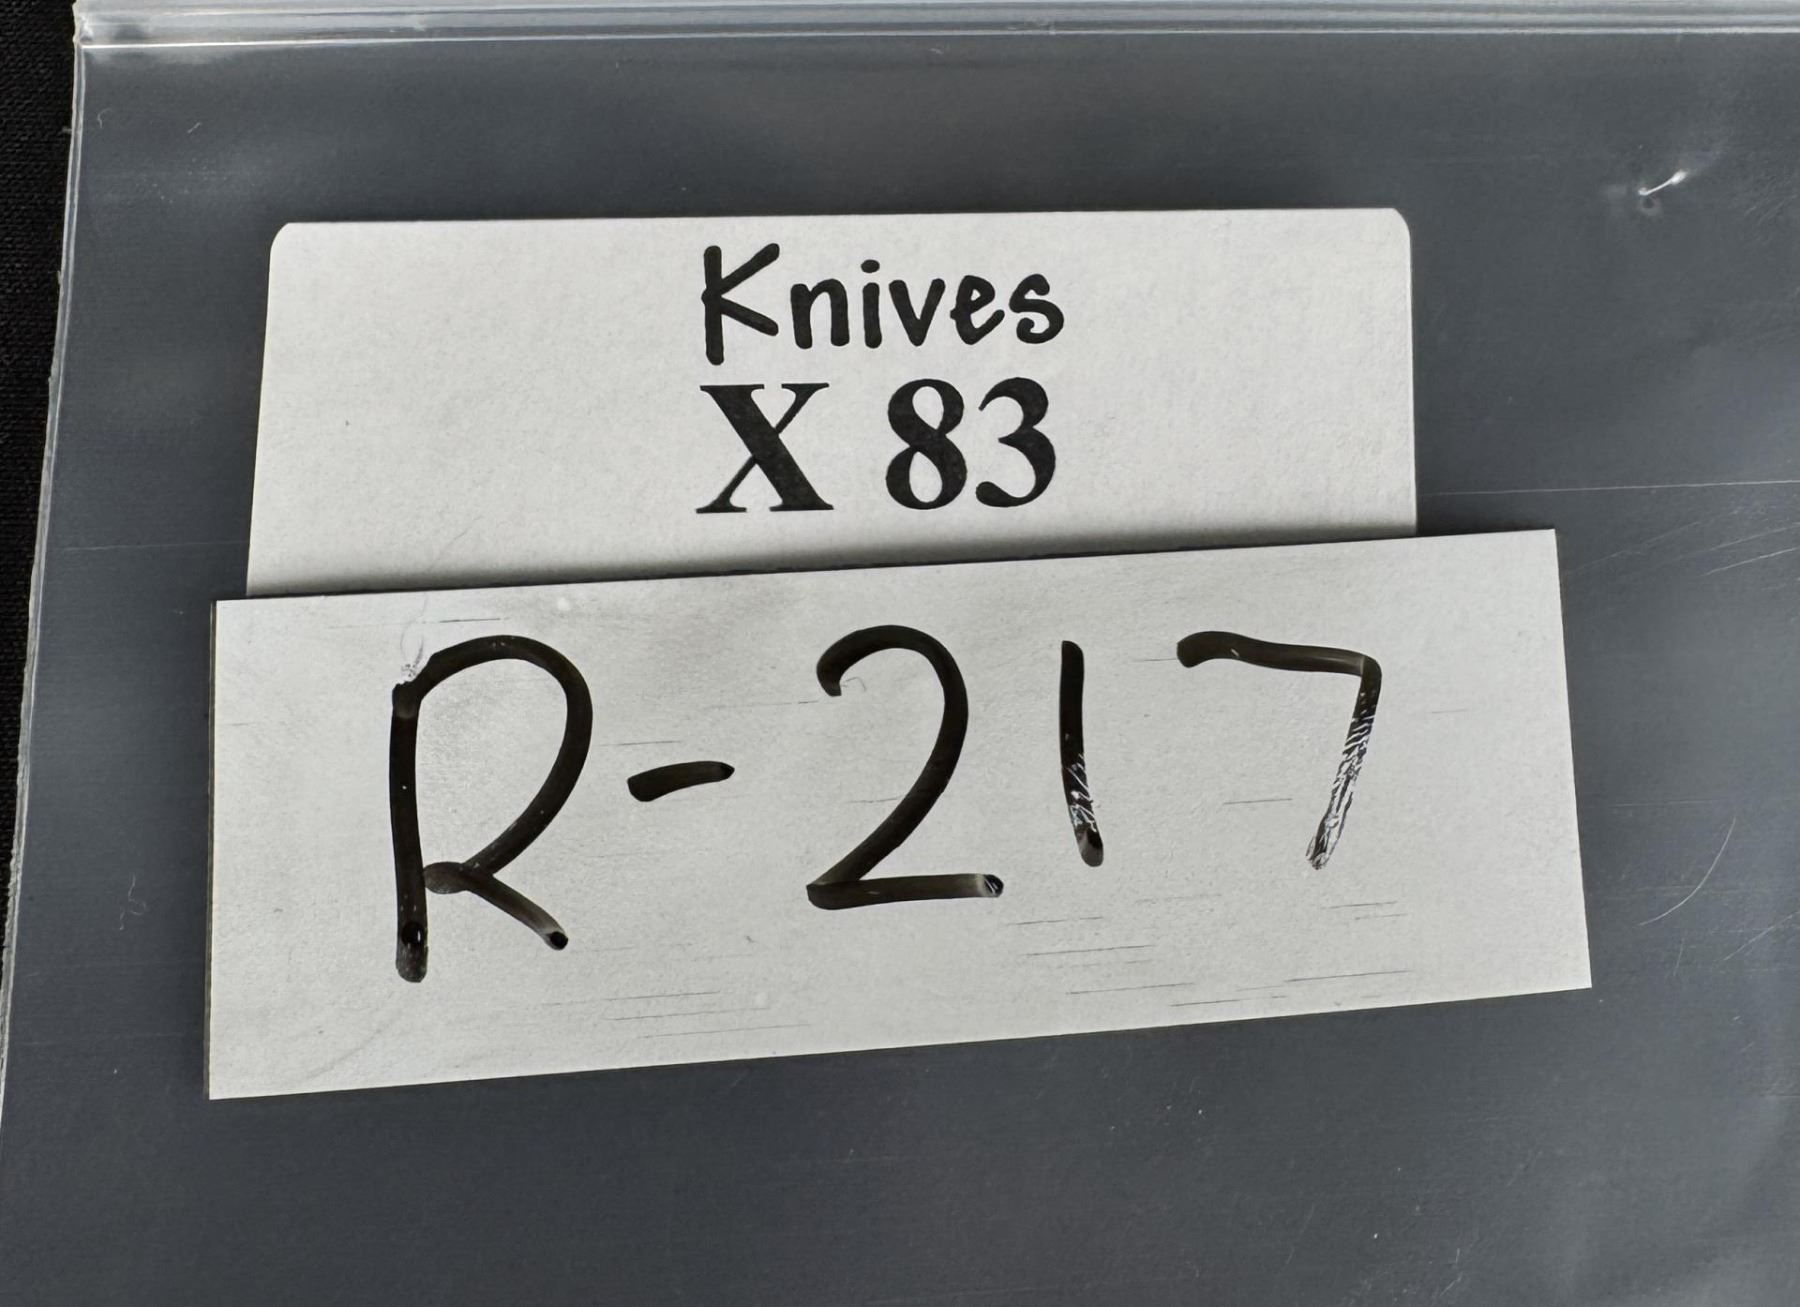 Knives
X 83
R-217